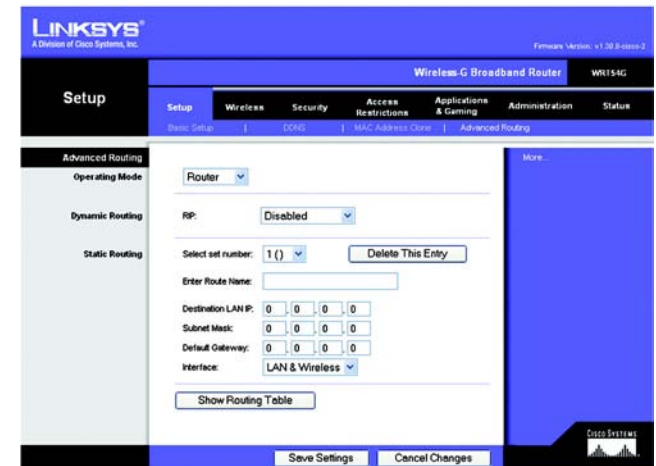 LINKSYS®
A Division of Cisco Systems, Inc.
Firmware Version: v1.30.0-cisco-2
Wireless-G Broadband Router WRT54G
Setup
Setup Wireless Security Access Restrictions Applications & Gaming Administration Status
Basic Setup | DDNS | MAC Address Clone | Advanced Routing
Advanced Routing
More...
Operating Mode Router
Dynamic Routing RIP: Disabled
Static Routing Select set number: 1 () Delete This Entry
Enter Route Name:
Destination LAN IP: 0 . 0 . 0 . 0
Subnet Mask: 0 . 0 . 0 . 0
Default Gateway: 0 . 0 . 0 . 0
Interface: LAN & Wireless
Show Routing Table
Save Settings Cancel Changes
CISCO SYSTEMS